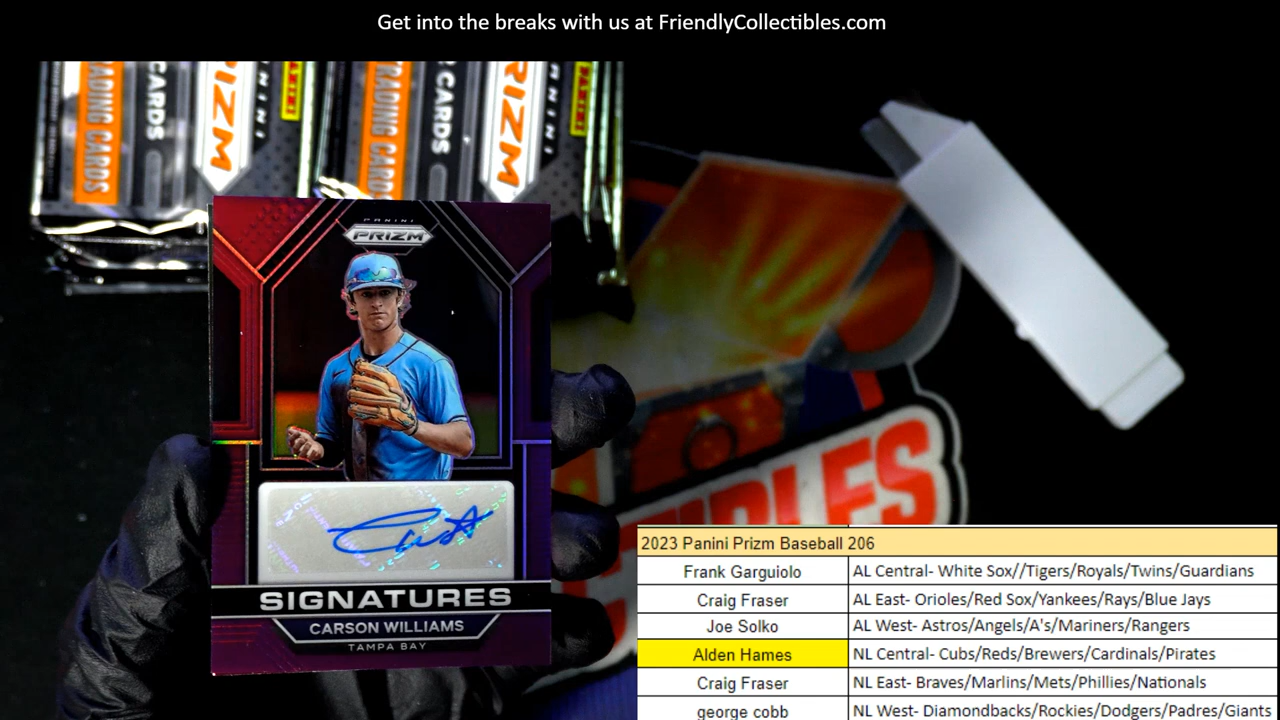 Get into the breaks with us at FriendlyCollectibles.com
TRADING CARDS
CARDS
PRIZM
PANINI
PANINI
TRADING CARDS
CARDS
PRIZM
PANINI
PANINI
PANINI
PRIZM
SIGNATURES
CARSON WILLIAMS
TAMPA BAY
2023 Panini Prizm Baseball 206
Frank Garguiolo AL Central- White Sox//Tigers/Royals/Twins/Guardians
Craig Fraser AL East- Orioles/Red Sox/Yankees/Rays/Blue Jays
Joe Solko AL West- Astros/Angels/A's/Mariners/Rangers
Alden Hames NL Central- Cubs/Reds/Brewers/Cardinals/Pirates
Craig Fraser NL East- Braves/Marlins/Mets/Phillies/Nationals
george cobb NL West- Diamondbacks/Rockies/Dodgers/Padres/Giants